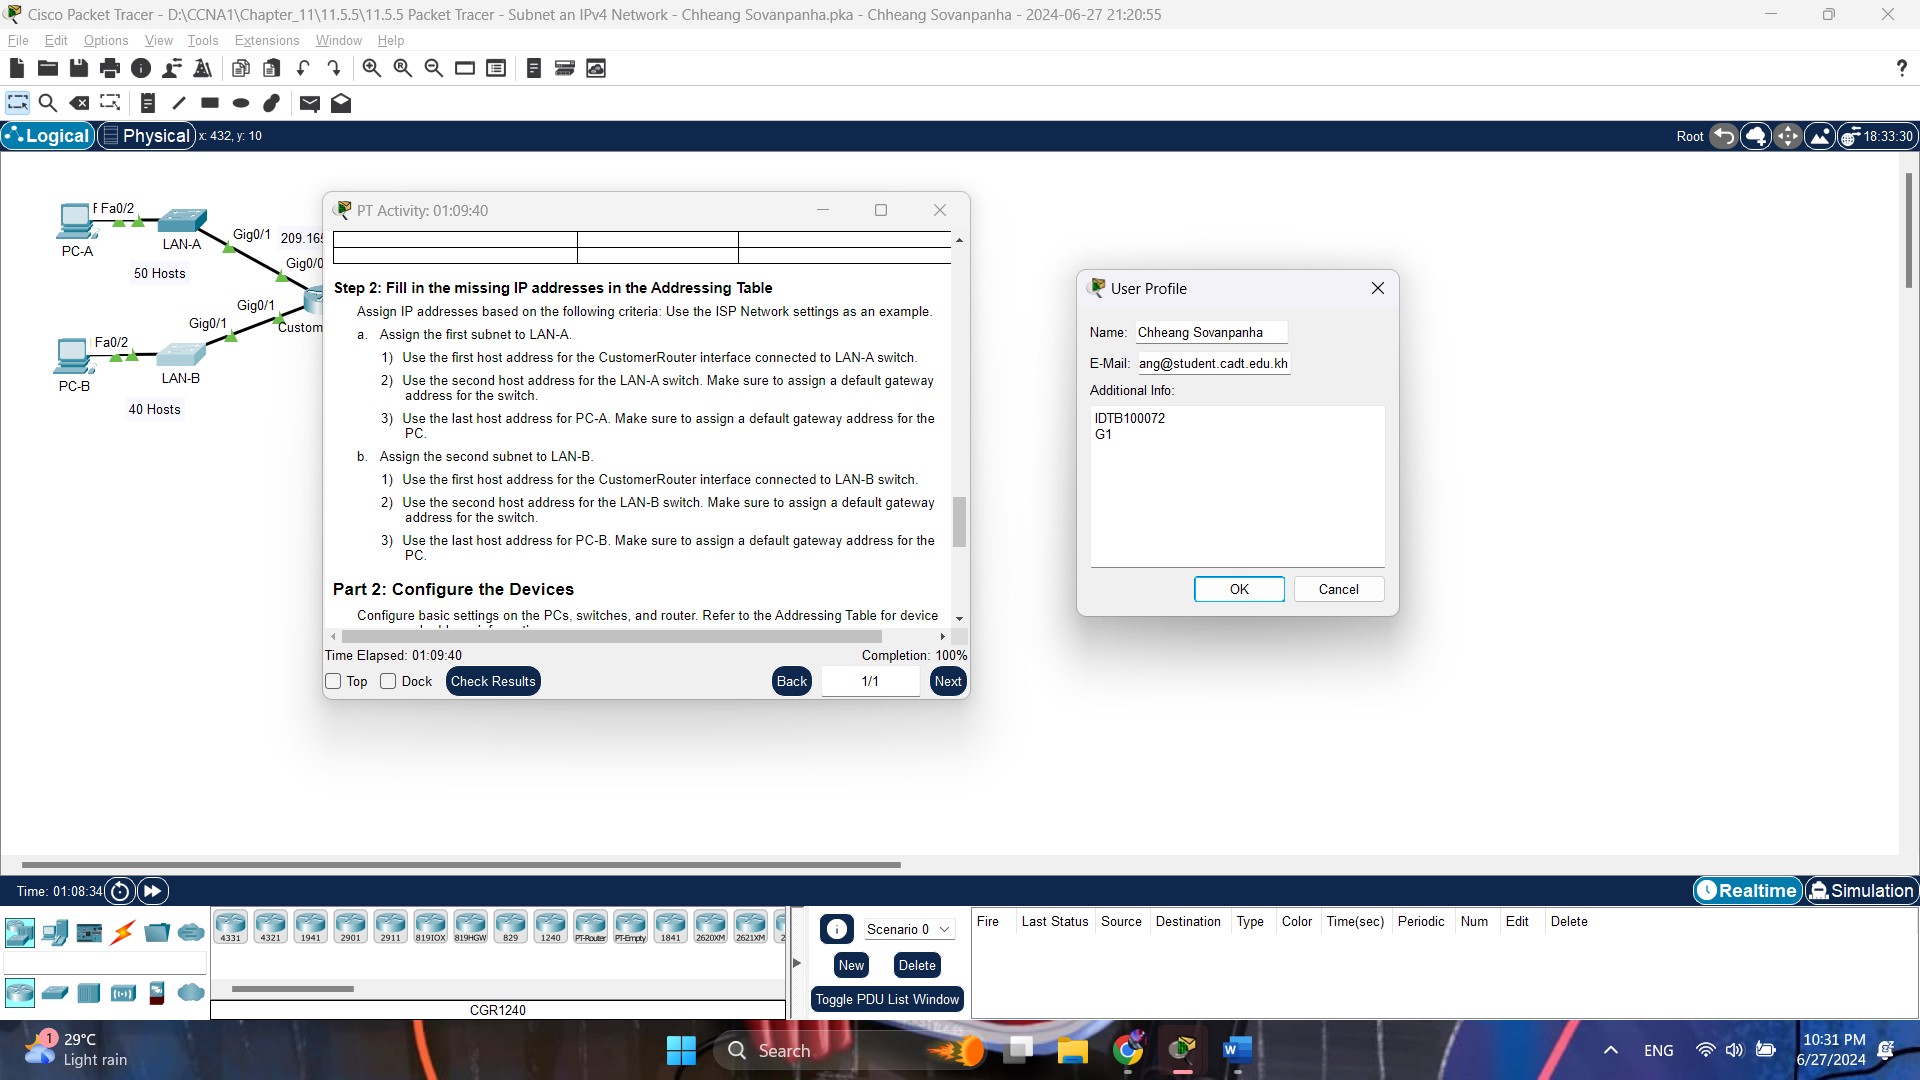 Cisco Packet Tracer - D:\CCNA1\Chapter_11\11.5.5\11.5.5 Packet Tracer - Subnet an IPv4 Network - Chheang Sovanpanha.pka - Chheang Sovanpanha - 2024-06-27 21:20:55
File Edit Options View Tools Extensions Window Help
Logical Physical x: 432, y: 10 Root 18:33:30
Fa0/2
PC-A
LAN-A
Gig0/1
50 Hosts
Gig0/1
Gig0/1
Fa0/2
PC-B
LAN-B
40 Hosts
PT Activity: 01:09:40
Step 2: Fill in the missing IP addresses in the Addressing Table
Assign IP addresses based on the following criteria: Use the ISP Network settings as an example.
a. Assign the first subnet to LAN-A.
1) Use the first host address for the CustomerRouter interface connected to LAN-A switch.
2) Use the second host address for the LAN-A switch. Make sure to assign a default gateway
address for the switch.
3) Use the last host address for PC-A. Make sure to assign a default gateway address for the
PC.
b. Assign the second subnet to LAN-B.
1) Use the first host address for the CustomerRouter interface connected to LAN-B switch.
2) Use the second host address for the LAN-B switch. Make sure to assign a default gateway
address for the switch.
3) Use the last host address for PC-B. Make sure to assign a default gateway address for the
PC.
Part 2: Configure the Devices
Configure basic settings on the PCs, switches, and router. Refer to the Addressing Table for device
Time Elapsed: 01:09:40 Completion: 100%
Top Dock Check Results Back 1/1 Next
User Profile
Name: Chheang Sovanpanha
E-Mail: ang@student.cadt.edu.kh
Additional Info:
IDTB100072
G1
OK Cancel
Time: 01:08:34 Realtime Simulation
4331 4321 1941 2901 2911 819IOX 819HGW 829 1240 PT-Router PT-Empty 1841 2620XM 2621XM
CGR1240
Scenario 0
New Delete
Toggle PDU List Window
Fire Last Status Source Destination Type Color Time(sec) Periodic Num Edit Delete
1
29°C
Light rain
Search
ENG
10:31 PM
6/27/2024